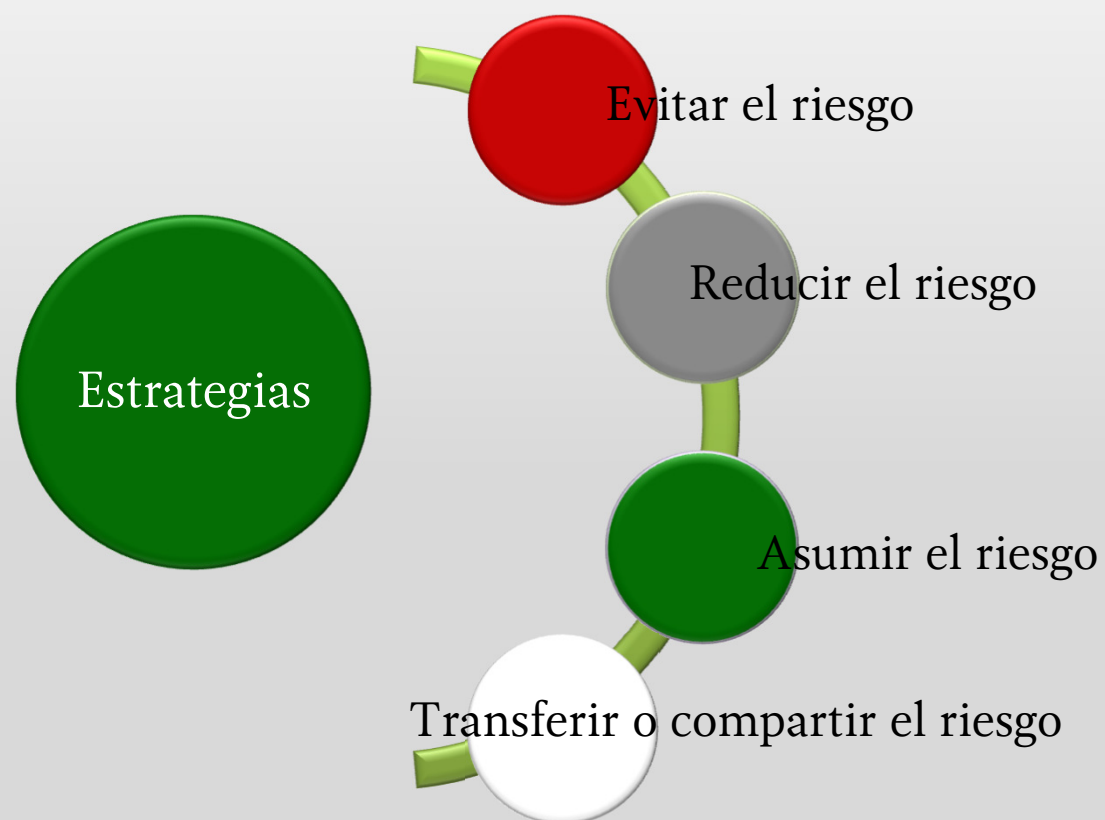 Estrategias
Evitar el riesgo
Reducir el riesgo
Asumir el riesgo
Transferir o compartir el riesgo